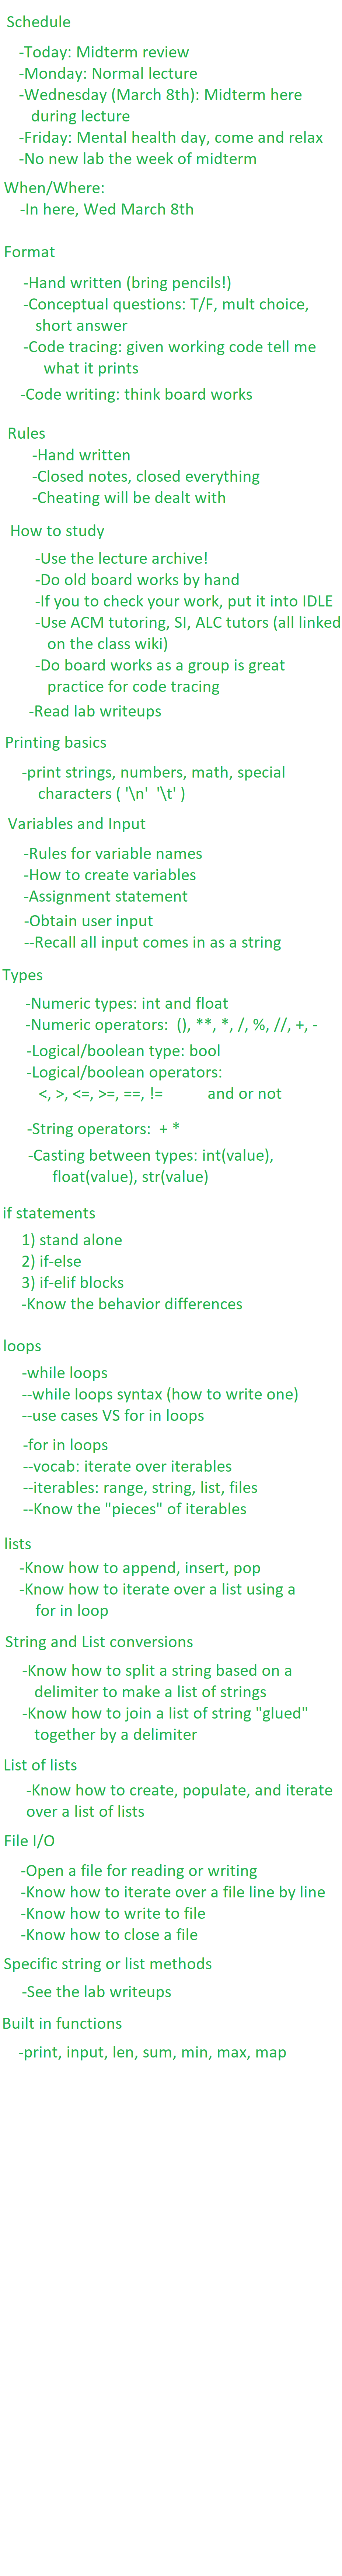 Schedule
-Today: Midterm review
-Monday: Normal lecture
-Wednesday (March 8th): Midterm here
during lecture
-Friday: Mental health day, come and relax
-No new lab the week of midterm
When/Where:
-In here, Wed March 8th
Format
-Hand written (bring pencils!)
-Conceptual questions: T/F, mult choice,
short answer
-Code tracing: given working code tell me
what it prints
-Code writing: think board works
Rules
-Hand written
-Closed notes, closed everything
-Cheating will be dealt with
How to study
-Use the lecture archive!
-Do old board works by hand
-If you to check your work, put it into IDLE
-Use ACM tutoring, SI, ALC tutors (all linked
on the class wiki)
-Do board works as a group is great
practice for code tracing
-Read lab writeups
Printing basics
-print strings, numbers, math, special
characters ( '\n'  '\t' )
Variables and Input
-Rules for variable names
-How to create variables
-Assignment statement
-Obtain user input
--Recall all input comes in as a string
Types
-Numeric types: int and float
-Numeric operators:  (), **, *, /, %, //, +, -
-Logical/boolean type: bool
-Logical/boolean operators:
<, >, <=, >=, ==, !=          and or not
-String operators:  + *
-Casting between types: int(value),
float(value), str(value)
if statements
1) stand alone
2) if-else
3) if-elif blocks
-Know the behavior differences
loops
-while loops
--while loops syntax (how to write one)
--use cases VS for in loops
-for in loops
--vocab: iterate over iterables
--iterables: range, string, list, files
--Know the "pieces" of iterables
lists
-Know how to append, insert, pop
-Know how to iterate over a list using a
for in loop
String and List conversions
-Know how to split a string based on a
delimiter to make a list of strings
-Know how to join a list of string "glued"
together by a delimiter
List of lists
-Know how to create, populate, and iterate
over a list of lists
File I/O
-Open a file for reading or writing
-Know how to iterate over a file line by line
-Know how to write to file
-Know how to close a file
Specific string or list methods
-See the lab writeups
Built in functions
-print, input, len, sum, min, max, map